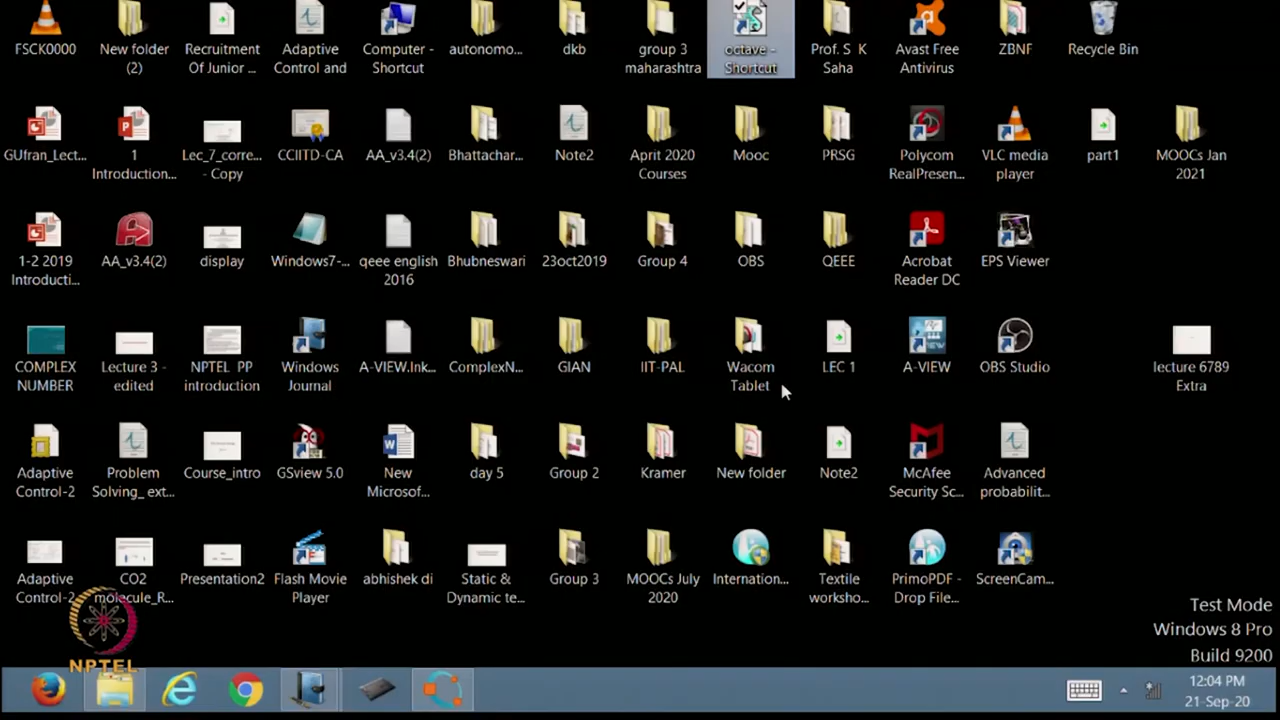 FSCK0000
New folder
(2)
Recruitment
Of Junior ...
Adaptive
Control and
Computer -
Shortcut
autonomo...
dkb
group 3
maharashtra
octave -
Shortcut
Prof. S K
Saha
Avast Free
Antivirus
ZBNF
Recycle Bin
GUfran_Lect...
1
Introduction...
Lec_7_corre...
- Copy
CCIITD-CA
AA_v3.4(2)
Bhattachar...
Note2
Aprit 2020
Courses
Mooc
PRSG
Polycom
RealPresen...
VLC media
player
part1
MOOCs Jan
2021
1-2 2019
Introducti...
AA_v3.4(2)
display
Windows7-...
qeee english
2016
Bhubneswari
23oct2019
Group 4
OBS
QEEE
Acrobat
Reader DC
EPS Viewer
COMPLEX
NUMBER
Lecture 3 -
edited
NPTEL PP
introduction
Windows
Journal
A-VIEW.lnk...
ComplexN...
GIAN
IIT-PAL
Wacom
Tablet
LEC 1
A-VIEW
OBS Studio
lecture 6789
Extra
Adaptive
Control-2
Problem
Solving_ ext...
Course_intro
GSview 5.0
New
Microsof...
day 5
Group 2
Kramer
New folder
Note2
McAfee
Security Sc...
Advanced
probabilit...
Adaptive
Control-2
CO2
molecule_R...
Presentation2
Flash Movie
Player
abhishek di
Static &
Dynamic te...
Group 3
MOOCs July
2020
Internation...
Textile
worksho...
PrimoPDF -
Drop File...
ScreenCam...
Test Mode
Windows 8 Pro
Build 9200
NPTEL
12:04 PM
21-Sep-20